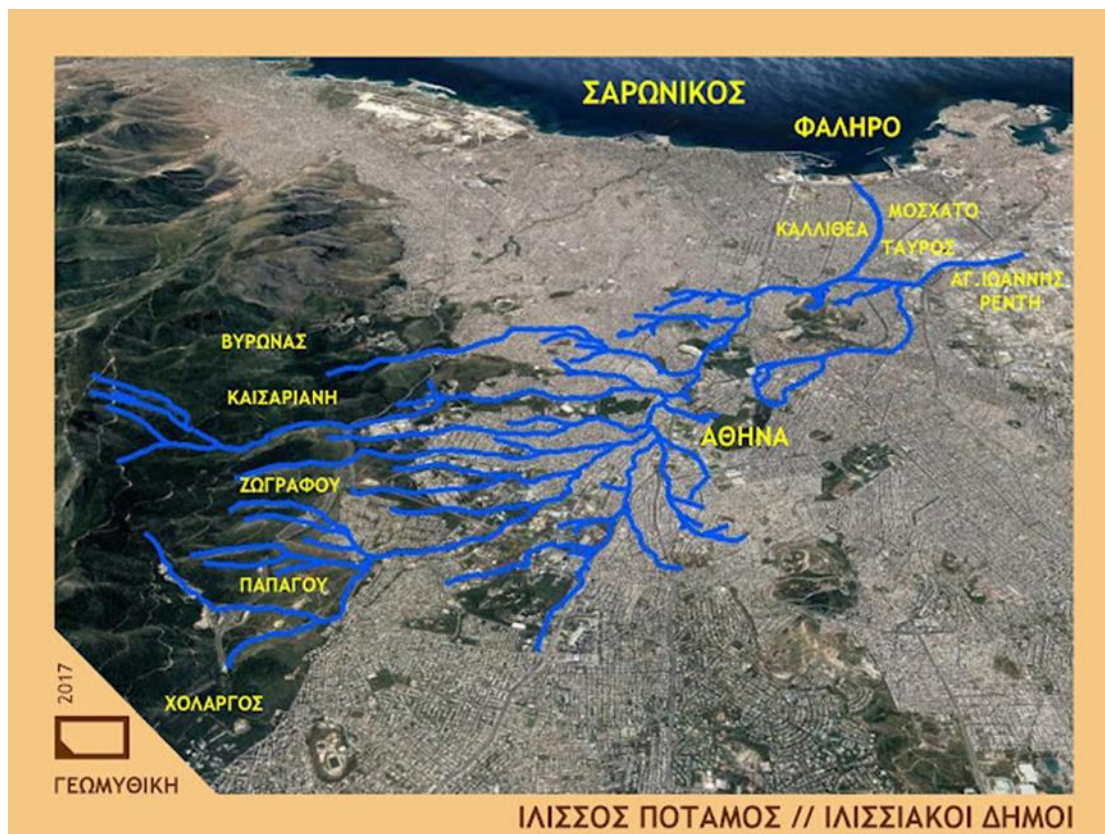 ΣΑΡΩΝΙΚΟΣ
ΦΑΛΗΡΟ
ΜΟΣΧΑΤΟ
ΚΑΛΛΙΘΕΑ
ΤΑΥΡΟΣ
ΑΓ.ΙΩΑΝΝΗΣ
ΡΕΝΤΗ
ΒΥΡΩΝΑΣ
ΚΑΙΣΑΡΙΑΝΗ
ΑΘΗΝΑ
ΖΩΓΡΑΦΟΥ
ΠΑΠΑΓΟΥ
ΧΟΛΑΡΓΟΣ
2017
ΓΕΩΜΥΘΙΚΗ
ΙΛΙΣΣΟΣ ΠΟΤΑΜΟΣ // ΙΛΙΣΣΙΑΚΟΙ ΔΗΜΟΙ